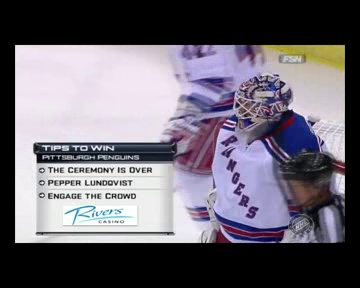 FSN
TIPS TO WIN
PITTSBURGH PENGUINS
THE CEREMONY IS OVER
PEPPER LUNDQVIST
ENGAGE THE CROWD
Rivers
CASINO
RANGERS